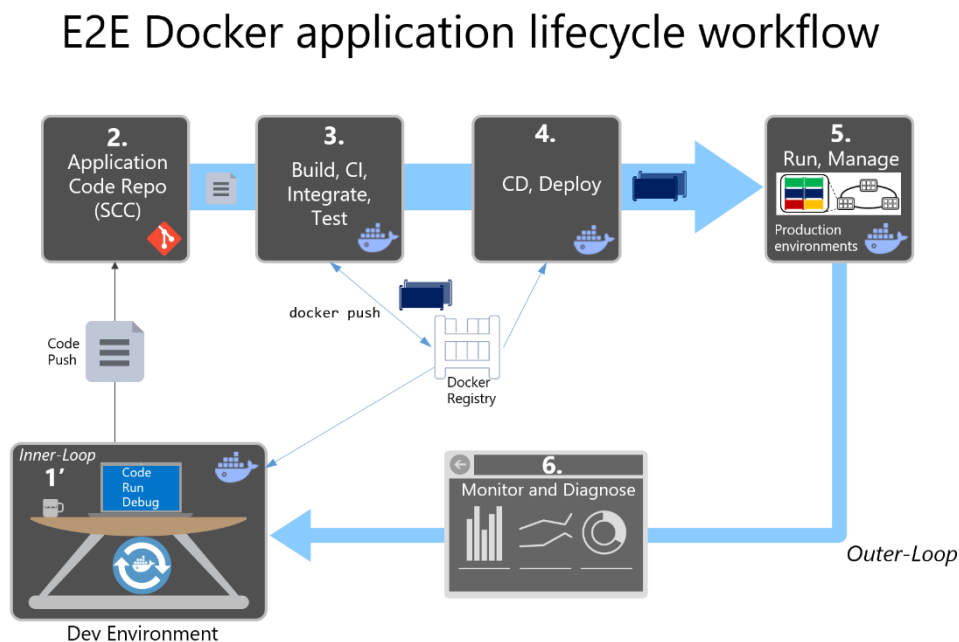 E2E Docker application lifecycle workflow
2.
Application
Code Repo
(SCC)
3.
Build, CI,
Integrate,
Test
4.
CD, Deploy
5.
Run, Manage
Production
environments
docker push
Docker
Registry
Code
Push
Inner-Loop
1’
Code
Run
Debug
Dev Environment
6.
Monitor and Diagnose
Outer-Loop